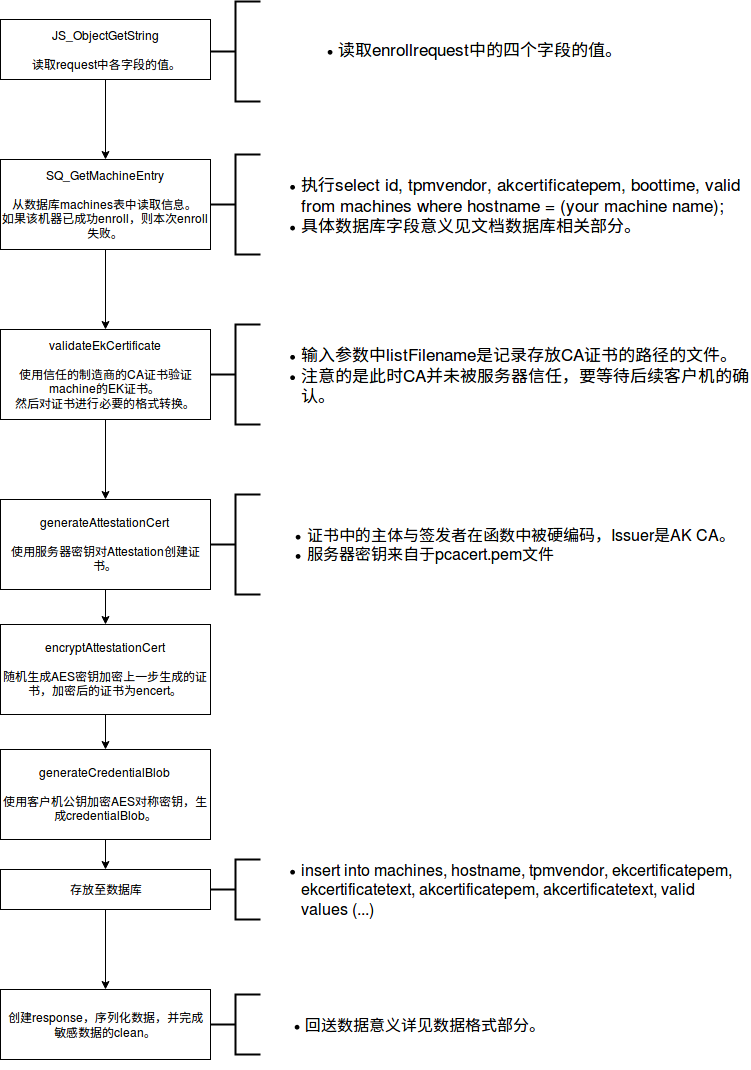 JS_ObjectGetString
读取request中各字段的值。
• 读取enrollrequest中的四个字段的值。
SQ_GetMachineEntry
从数据库machines表中读取信息。
如果该机器已成功enroll，则本次enroll
失败。
• 执行select id, tpmvendor, akcertificatepem, boottime, valid
from machines where hostname = (your machine name);
• 具体数据库字段意义见文档数据库相关部分。
validateEkCertificate
使用信任的制造商的CA证书验证
machine的EK证书。
然后对证书进行必要的格式转换。
• 输入参数中listFilename是记录存放CA证书的路径的文件。
• 注意的是此时CA并未被服务器信任，要等待后续客户机的确
认。
generateAttestationCert
使用服务器密钥对Attestation创建证
书。
• 证书中的主体与签发者在函数中被硬编码，Issuer是AK CA。
• 服务器密钥来自于pcacert.pem文件
encryptAttestationCert
随机生成AES密钥加密上一步生成的证
书，加密后的证书为encert。
generateCredentialBlob
使用客户机公钥加密AES对称密钥，生
成credentialBlob。
存放至数据库
• insert into machines, hostname, tpmvendor, ekcertificatepem,
ekcertificatetext, akcertificatepem, akcertificatetext, valid
values (...)
创建response，序列化数据，并完成
敏感数据的clean。
• 回送数据意义详见数据格式部分。